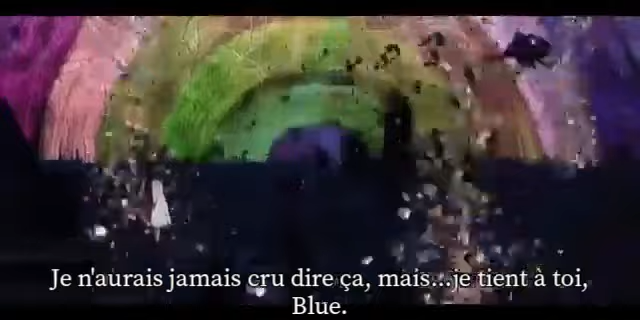 Je n'aurais jamais cru dire ça, mais...je tient à toi,
Blue.